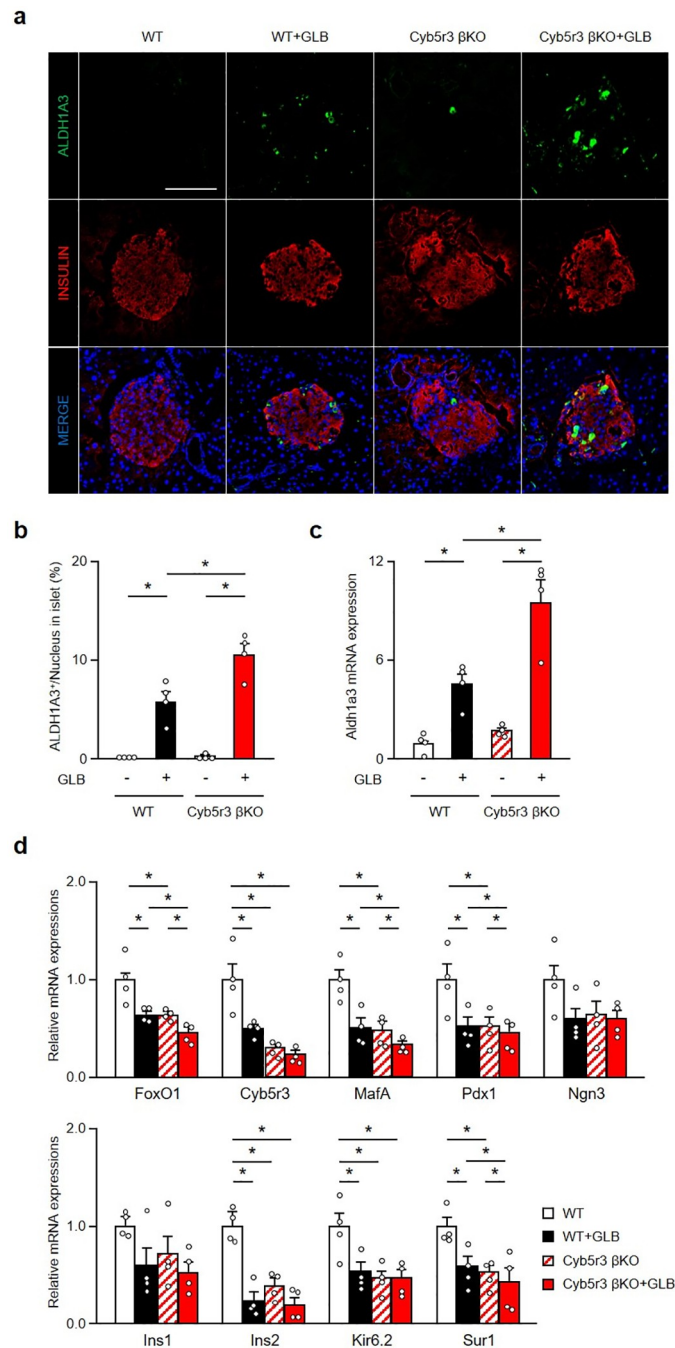 a
WT
WT+GLB
Cyb5r3 βKO
Cyb5r3 βKO+GLB
ALDH1A3
INSULIN
MERGE
b
ALDH1A3⁺/Nucleus in islet (%)
20
10
0
* * * *
GLB - + - +
WT Cyb5r3 βKO
c
Aldh1a3 mRNA expression
12
6
0
* * * *
GLB - + - +
WT Cyb5r3 βKO
d
Relative mRNA expressions
2.0
1.0
0.0
* * * *
* * *
* * * *
* * * *
FoxO1 Cyb5r3 MafA Pdx1 Ngn3
Relative mRNA expressions
2.0
1.0
0.0
* * *
* * *
* * * *
Ins1 Ins2 Kir6.2 Sur1
WT
WT+GLB
Cyb5r3 βKO
Cyb5r3 βKO+GLB